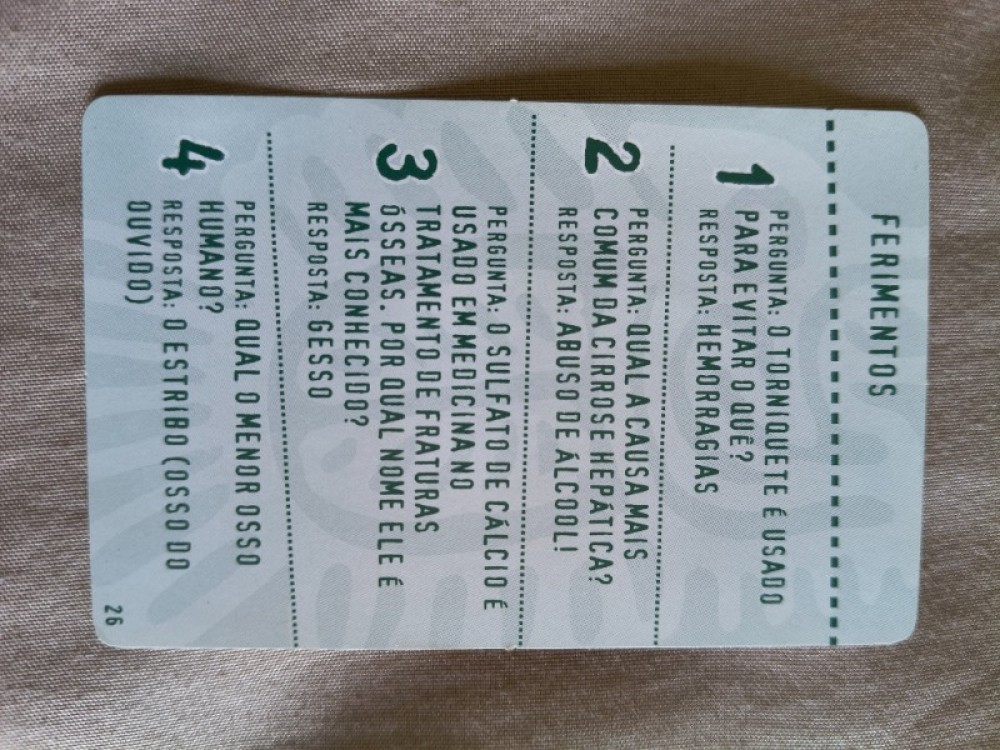 FERIMENTOS
1
PERGUNTA: O TORNIQUETE É USADO
PARA EVITAR O QUÊ?
RESPOSTA: HEMORRAGIAS
2
PERGUNTA: QUAL A CAUSA MAIS
COMUM DA CIRROSE HEPÁTICA?
RESPOSTA: ABUSO DE ÁLCOOL!
3
PERGUNTA: O SULFATO DE CÁLCIO É
USADO EM MEDICINA NO
TRATAMENTO DE FRATURAS
ÓSSEAS. POR QUAL NOME ELE É
MAIS CONHECIDO?
RESPOSTA: GESSO
4
PERGUNTA: QUAL O MENOR OSSO
HUMANO?
RESPOSTA: O ESTRIBO (OSSO DO
OUVIDO)
26